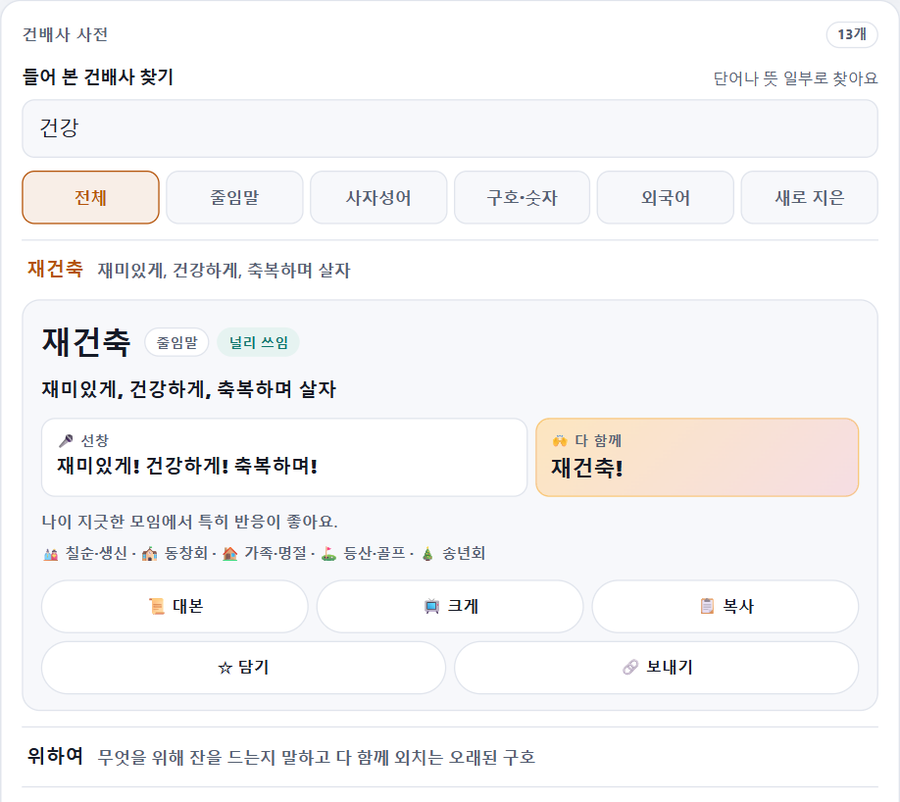 건배사 사전
13개
들어 본 건배사 찾기
단어나 뜻 일부로 찾아요
건강
전체
줄임말
사자성어
구호·숫자
외국어
새로 지은
재건축 재미있게, 건강하게, 축복하며 살자
재건축 줄임말 널리 쓰임
재미있게, 건강하게, 축복하며 살자
선창
재미있게! 건강하게! 축복하며!
다 함께
재건축!
나이 지긋한 모임에서 특히 반응이 좋아요.
칠순·생신 · 동창회 · 가족·명절 · 등산·골프 · 송년회
대본
크게
복사
☆ 담기
보내기
위하여 무엇을 위해 잔을 드는지 말하고 다 함께 외치는 오래된 구호